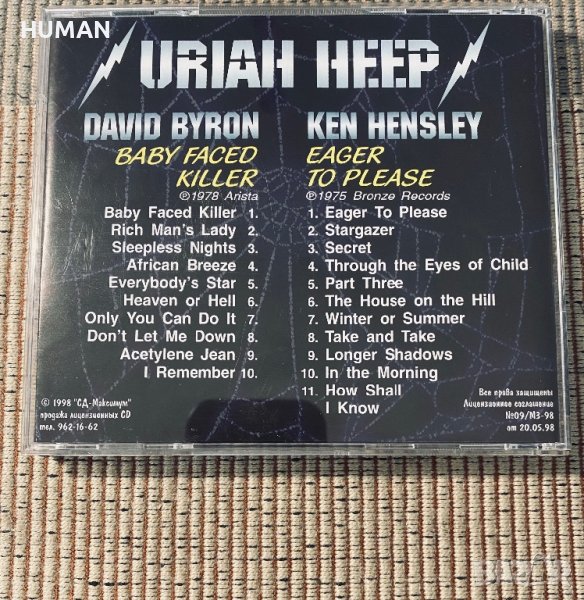 HUMAN
URIAH HEEP
DAVID BYRON
BABY FACED
KILLER
℗1978 Arista
Baby Faced Killer 1.
Rich Man's Lady 2.
Sleepless Nights 3.
African Breeze 4.
Everybody's Star 5.
Heaven or Hell 6.
Only You Can Do It 7.
Don't Let Me Down 8.
Acetylene Jean 9.
I Remember 10.
© 1998 "СД-Максимум"
продажа лицензионных CD
тел. 962-16-62
KEN HENSLEY
EAGER
TO PLEASE
℗1975 Bronze Records
1. Eager To Please
2. Stargazer
3. Secret
4. Through the Eyes of Child
5. Part Three
6. The House on the Hill
7. Winter or Summer
8. Take and Take
9. Longer Shadows
10. In the Morning
11. How Shall
I Know
Все права защищены
Лицензионное соглашение
№09/МЗ-98
от 20.05.98